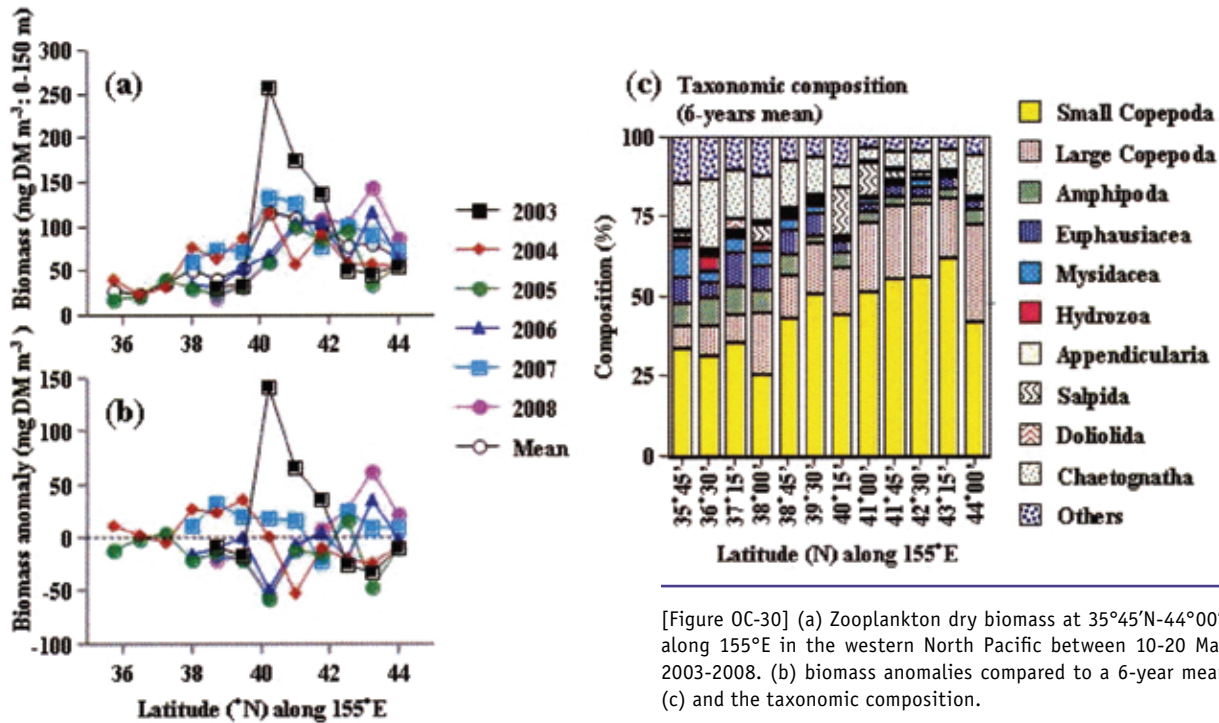 (a)
Biomass (mg DM m⁻³: 0-150 m)
300
250
200
150
100
50
0
36 38 40 42 44
2003
2004
2005
2006
2007
2008
Mean
(b)
Biomass anomaly (mg DM m⁻³)
150
100
50
0
-50
-100
36 38 40 42 44
Latitude (°N) along 155°E
(c) Taxonomic composition
(6-years mean)
Composition (%)
100
75
50
25
0
35°45'
36°30'
37°15'
38°00'
38°45'
39°30'
40°15'
41°00'
41°45'
42°30'
43°15'
44°00'
Latitude (N) along 155°E
Small Copepoda
Large Copepoda
Amphipoda
Euphausiacea
Mysidacea
Hydrozoa
Appendicularia
Salpida
Doliolida
Chaetognatha
Others
[Figure OC-30] (a) Zooplankton dry biomass at 35°45'N-44°00'
along 155°E in the western North Pacific between 10-20 Ma
2003-2008. (b) biomass anomalies compared to a 6-year mean
(c) and the taxonomic composition.